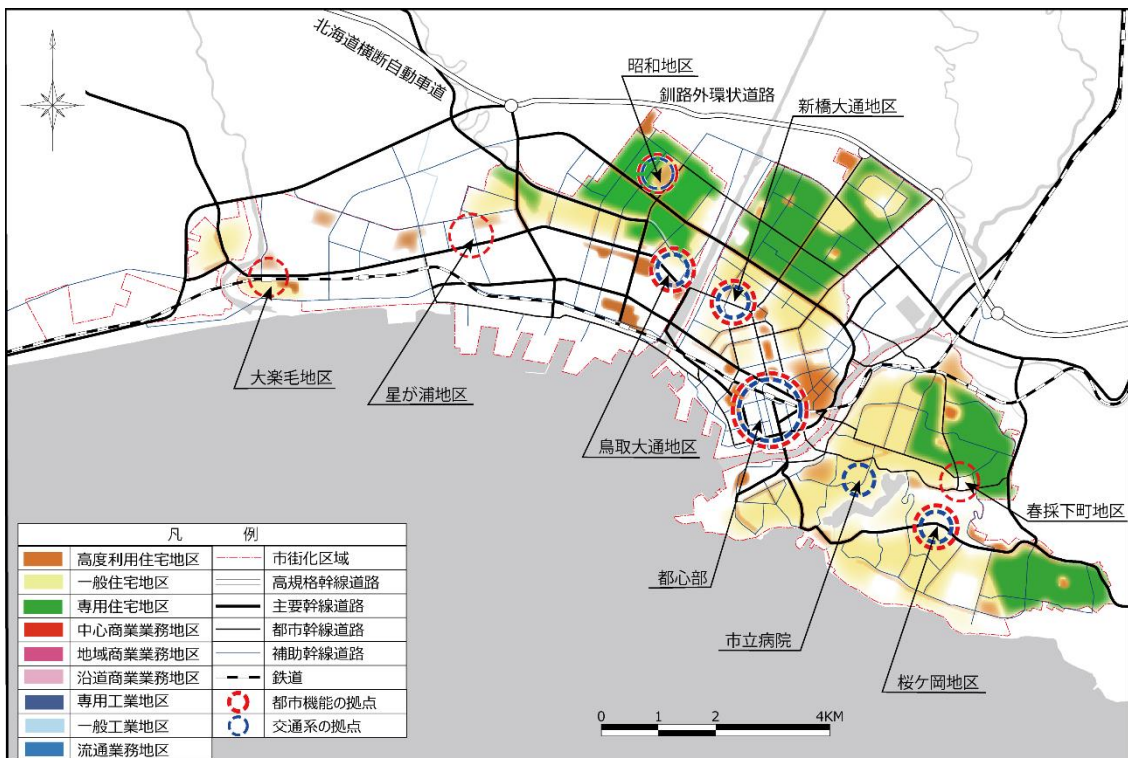 北海道横断自動車道
昭和地区
釧路外環状道路
新橋大通地区
大楽毛地区
星が浦地区
鳥取大通地区
春採下町地区
都心部
市立病院
桜ケ岡地区
凡 例
高度利用住宅地区 市街化区域
一般住宅地区 高規格幹線道路
専用住宅地区 主要幹線道路
中心商業業務地区 都市幹線道路
地域商業業務地区 補助幹線道路
沿道商業業務地区 鉄道
専用工業地区 都市機能の拠点
一般工業地区 交通系の拠点
流通業務地区
0 1 2 4KM